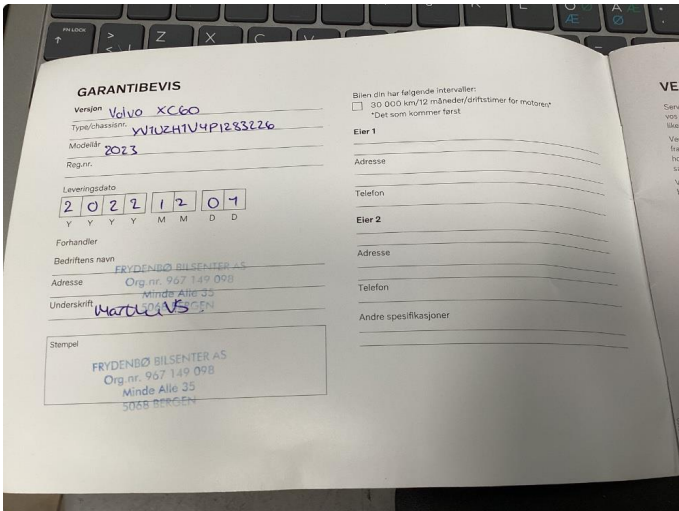 GARANTIBEVIS
Versjon Volvo XC60
Type/chassisnr. YV1UZH1V4P1283226
Modellår 2023
Reg.nr.
Leveringsdato
2 0 2 2 1 2 0 7
Y Y Y Y M M D D
Forhandler
Bedriftens navn
FRYDENBØ BILSENTER AS
Adresse
Org.nr. 967 149 098
Minde Alle 35
Underskrift
5068 BERGEN
Stempel
FRYDENBØ BILSENTER AS
Org.nr. 967 149 098
Minde Alle 35
5068 BERGEN
Bilen din har følgende intervaller:
30 000 km/12 måneder/driftstimer for motoren*
*Det som kommer først
Eier 1
Adresse
Telefon
Eier 2
Adresse
Telefon
Andre spesifikasjoner
VE
Z
X
C